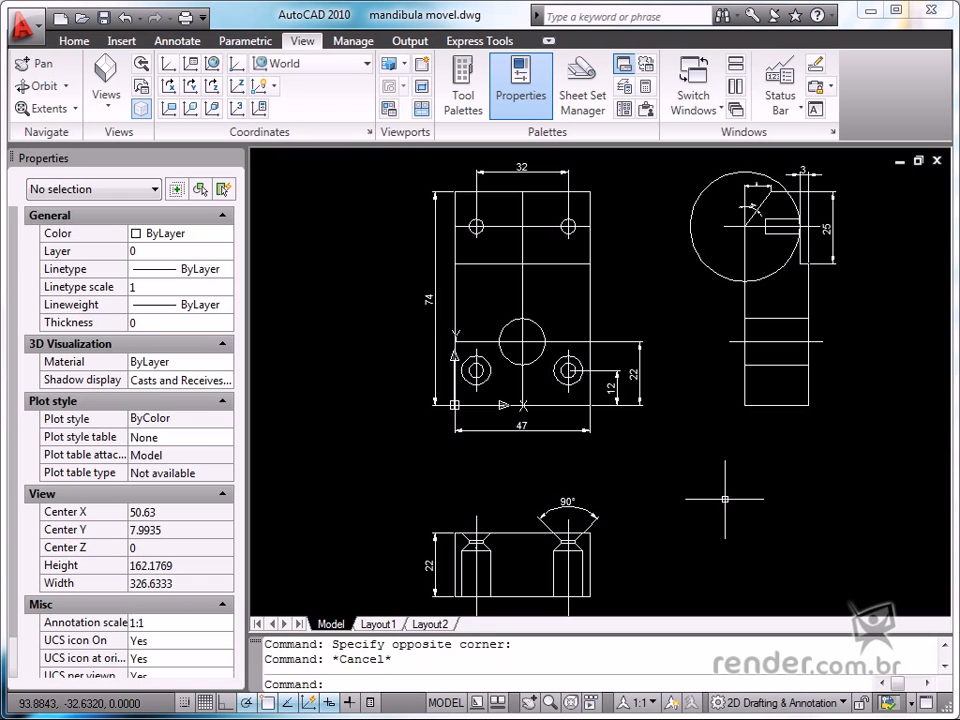 AutoCAD 2010 mandibula movel.dwg
Type a keyword or phrase
Home Insert Annotate Parametric View Manage Output Express Tools
Pan
Orbit
Extents
Navigate
Views
Views
World
Coordinates
Viewports
Tool Palettes
Properties
Sheet Set Manager
Palettes
Switch Windows
Status Bar
Windows
Properties
No selection
General
Color ByLayer
Layer 0
Linetype ByLayer
Linetype scale 1
Lineweight ByLayer
Thickness 0
3D Visualization
Material ByLayer
Shadow display Casts and Receives...
Plot style
Plot style ByColor
Plot style table None
Plot table attac... Model
Plot table type Not available
View
Center X 50.63
Center Y 7.9935
Center Z 0
Height 162.1769
Width 326.6333
Misc
Annotation scale 1:1
UCS icon On Yes
UCS icon at ori... Yes
UCS per viewp... Yes
32
74
Y
X
47
12
22
3
25
90°
22
Model Layout1 Layout2
Command: Specify opposite corner:
Command: *Cancel*
Command:
render.com.br
93.8843, -32.6320, 0.0000
MODEL
1:1
2D Drafting & Annotation